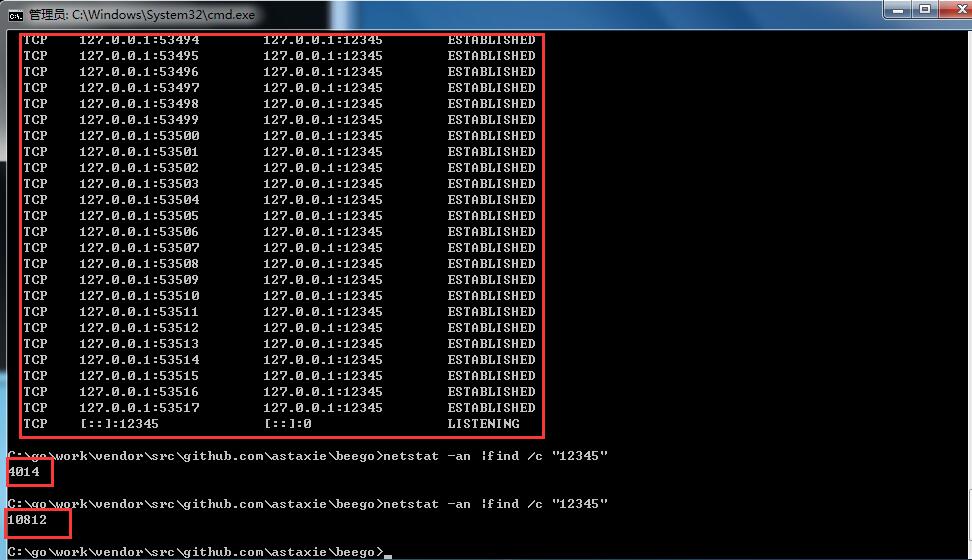 管理员: C:\Windows\System32\cmd.exe
TCP 127.0.0.1:53494 127.0.0.1:12345 ESTABLISHED
TCP 127.0.0.1:53495 127.0.0.1:12345 ESTABLISHED
TCP 127.0.0.1:53496 127.0.0.1:12345 ESTABLISHED
TCP 127.0.0.1:53497 127.0.0.1:12345 ESTABLISHED
TCP 127.0.0.1:53498 127.0.0.1:12345 ESTABLISHED
TCP 127.0.0.1:53499 127.0.0.1:12345 ESTABLISHED
TCP 127.0.0.1:53500 127.0.0.1:12345 ESTABLISHED
TCP 127.0.0.1:53501 127.0.0.1:12345 ESTABLISHED
TCP 127.0.0.1:53502 127.0.0.1:12345 ESTABLISHED
TCP 127.0.0.1:53503 127.0.0.1:12345 ESTABLISHED
TCP 127.0.0.1:53504 127.0.0.1:12345 ESTABLISHED
TCP 127.0.0.1:53505 127.0.0.1:12345 ESTABLISHED
TCP 127.0.0.1:53506 127.0.0.1:12345 ESTABLISHED
TCP 127.0.0.1:53507 127.0.0.1:12345 ESTABLISHED
TCP 127.0.0.1:53508 127.0.0.1:12345 ESTABLISHED
TCP 127.0.0.1:53509 127.0.0.1:12345 ESTABLISHED
TCP 127.0.0.1:53510 127.0.0.1:12345 ESTABLISHED
TCP 127.0.0.1:53511 127.0.0.1:12345 ESTABLISHED
TCP 127.0.0.1:53512 127.0.0.1:12345 ESTABLISHED
TCP 127.0.0.1:53513 127.0.0.1:12345 ESTABLISHED
TCP 127.0.0.1:53514 127.0.0.1:12345 ESTABLISHED
TCP 127.0.0.1:53515 127.0.0.1:12345 ESTABLISHED
TCP 127.0.0.1:53516 127.0.0.1:12345 ESTABLISHED
TCP 127.0.0.1:53517 127.0.0.1:12345 ESTABLISHED
TCP [::]:12345 [::]:0 LISTENING
C:\go\work\vendor\src\github.com\astaxie\beego>netstat -an |find /c "12345"
4014
C:\go\work\vendor\src\github.com\astaxie\beego>netstat -an |find /c "12345"
10812
C:\go\work\vendor\src\github.com\astaxie\beego>